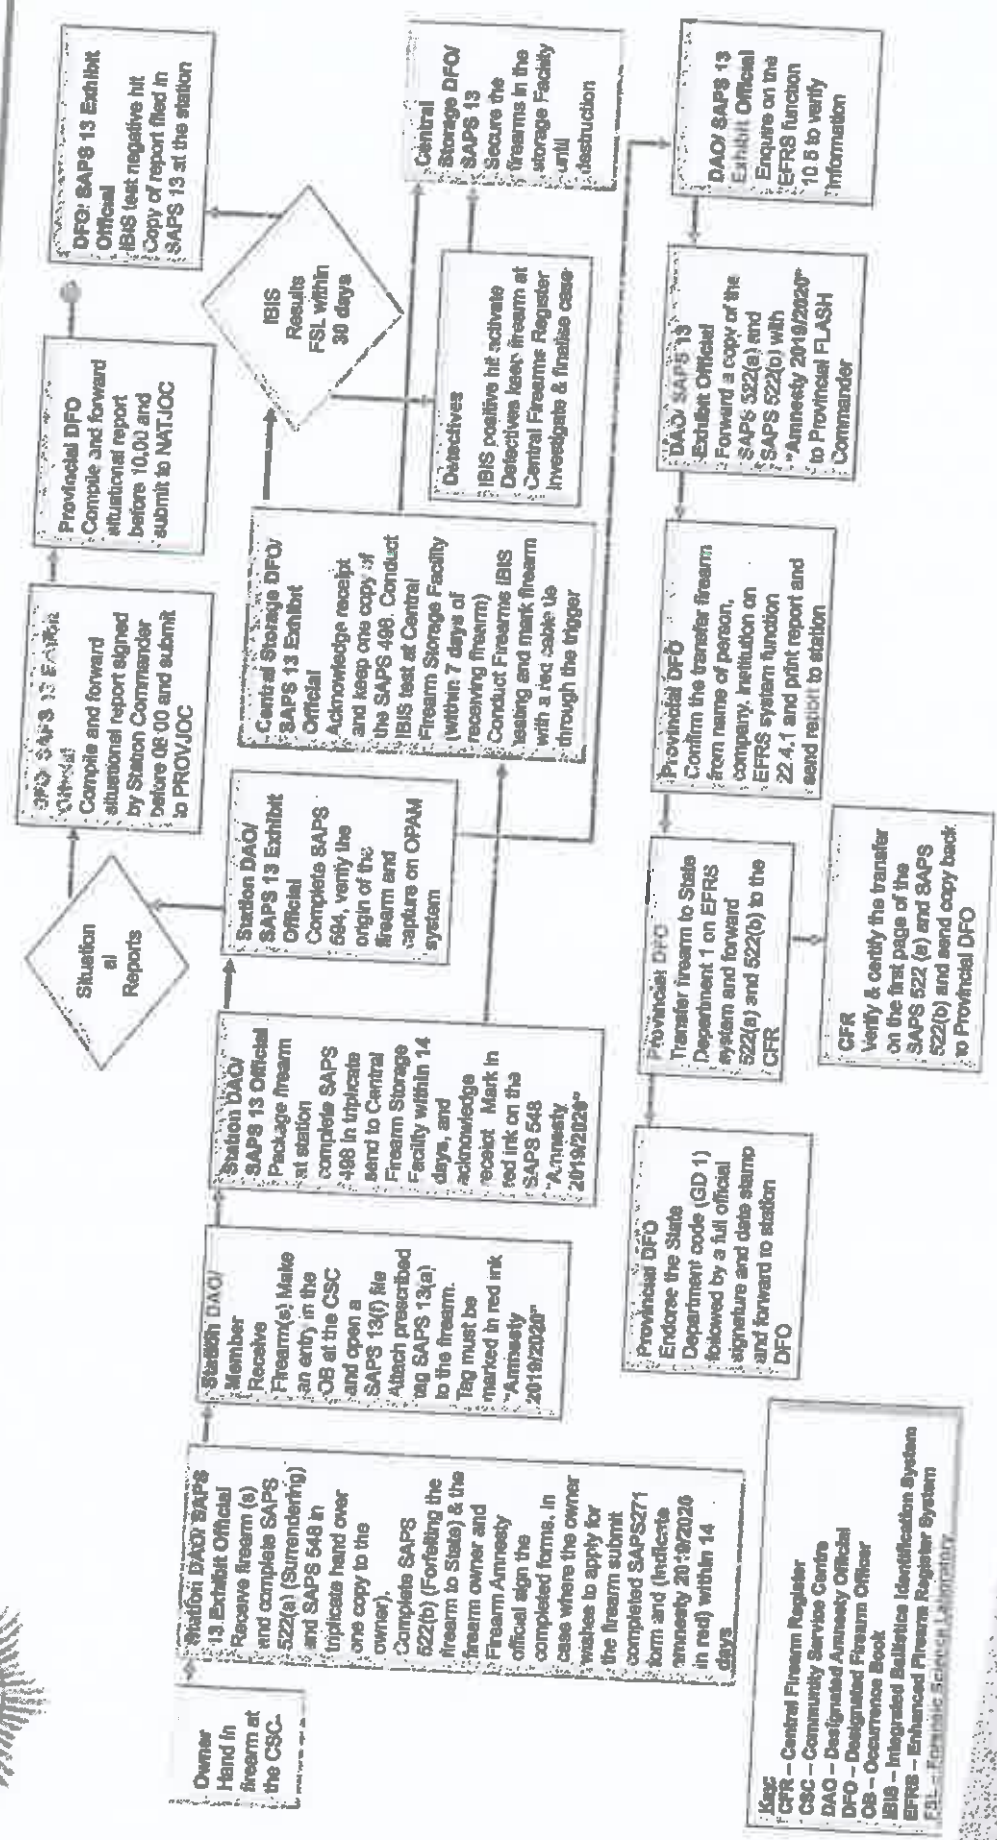 Owner
Hand in
firearm at
the CSC-
Station DAO/ SAPS
13 Exhibit Official
Receive firearm (s)
and complete SAPS
522(a) (Surrendering)
and SAPS 548 in
triplicate hand over
one copy to the
owner).
Complete SAPS
522(b) (Forfeiting the
firearm to State) & the
firearm owner and
Firearm Amnesty
official sign the
completed forms. In
case where the owner
wishes to apply for
the firearm submit
completed SAPS271
form and (Indicate
amnesty 2019/2020
in red) within 14
days
Station DAO/
Member
Receive
Firearm(s) Make
an entry in the
OB at the CSC
and open a
SAPS 13(f) file
Attach prescribed
tag SAPS 13(a)
to the firearm.
Tag must be
marked in red ink
"Amnesty
2019/2020"
Station DAO/
SAPS 13 Official
Package firearm
at station
complete SAPS
498 in triplicate
send to Central
Firearm Storage
Facility within 14
days, and
acknowledge
receipt Mark in
red ink on the
SAPS 548
"Amnesty
2019/2020"
Station DAO/
SAPS 13 Exhibit
Official
Complete SAPS
594, verify the
origin of the
firearm and
capture on OPAM
system
Situation
al
Reports
DFO SAPS 13 Exhibit
Official
Compile and forward
situational report signed
by Station Commander
before 08:00 and submit
to PROVJOC
Provincial DFO
Compile and forward
situational report
before 10:00 and
submit to NATJOC
DFO/ SAPS 13 Exhibit
Official
IBIS test negative hit
Copy of report filed in
SAPS 13 at the station
Central Storage DFO/
SAPS 13 Exhibit
Official
Acknowledge receipt
and keep one copy of
the SAPS 498. Conduct
IBIS test at Central
Firearm Storage Facility
(within 7 days of
receiving firearm)
Conduct Firearms IBIS
testing and mark firearm
with a red cable tie
through the trigger
IBIS
Results
FSL within
30 days
Detectives
IBIS positive hit activate
Detectives keep firearm at
Central Firearms Register
Investigate & finalise case
Central
Storage DFO/
SAPS 13
Secure the
firearms in the
storage Facility
until
destruction
DAO/ SAPS 13
Exhibit Official
Enquire on the
EFRS function
10.5 to verify
information
DAO/ SAPS 13
Exhibit Official
Forward a copy of the
SAPS 522(a) and
SAPS 522(b) with
"Amnesty 2019/2020"
to Provincial FLASH
Commander
Provincial DFO
Confirm the transfer firearm
from name of person,
company, institution on
EFRS system function
22.4.1 and print report and
send report to station
Provincial DFO
Transfer firearm to State
Department 1 on EFRS
system and forward
522(a) and 522(b) to the
CFR
CFR
Verify & certify the transfer
on the first page of the
SAPS 522 (a) and SAPS
522(b) and send copy back
to Provincial DFO
Provincial DFO
Endorse the State
Department code (GD 1)
followed by a full official
signature and date stamp
and forward to station
DFO
Key:
CFR – Central Firearm Register
CSC – Community Service Centre
DAO – Designated Amnesty Official
DFO – Designated Firearm Officer
OB – Occurrence Book
IBIS – Integrated Ballistics Identification System
EFRS – Enhanced Firearm Register System
FSL – Forensic Science Laboratory